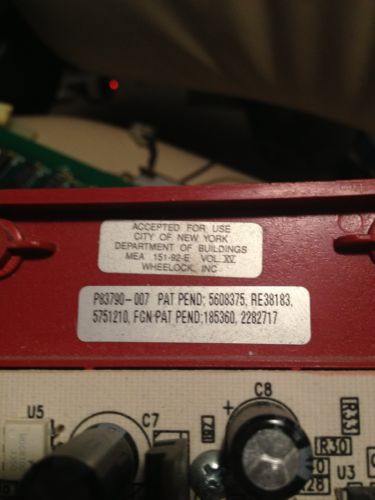 ACCEPTED FOR USE
CITY OF NEW YORK
DEPARTMENT OF BUILDINGS
MEA 151-92-E VOL. XV
WHEELOCK, INC
P83790-007 PAT PEND; 5608375, RE38183,
5751210, FGN PAT PEND;185360, 2282717
U5
C7
+
C8
R33
R30
U3